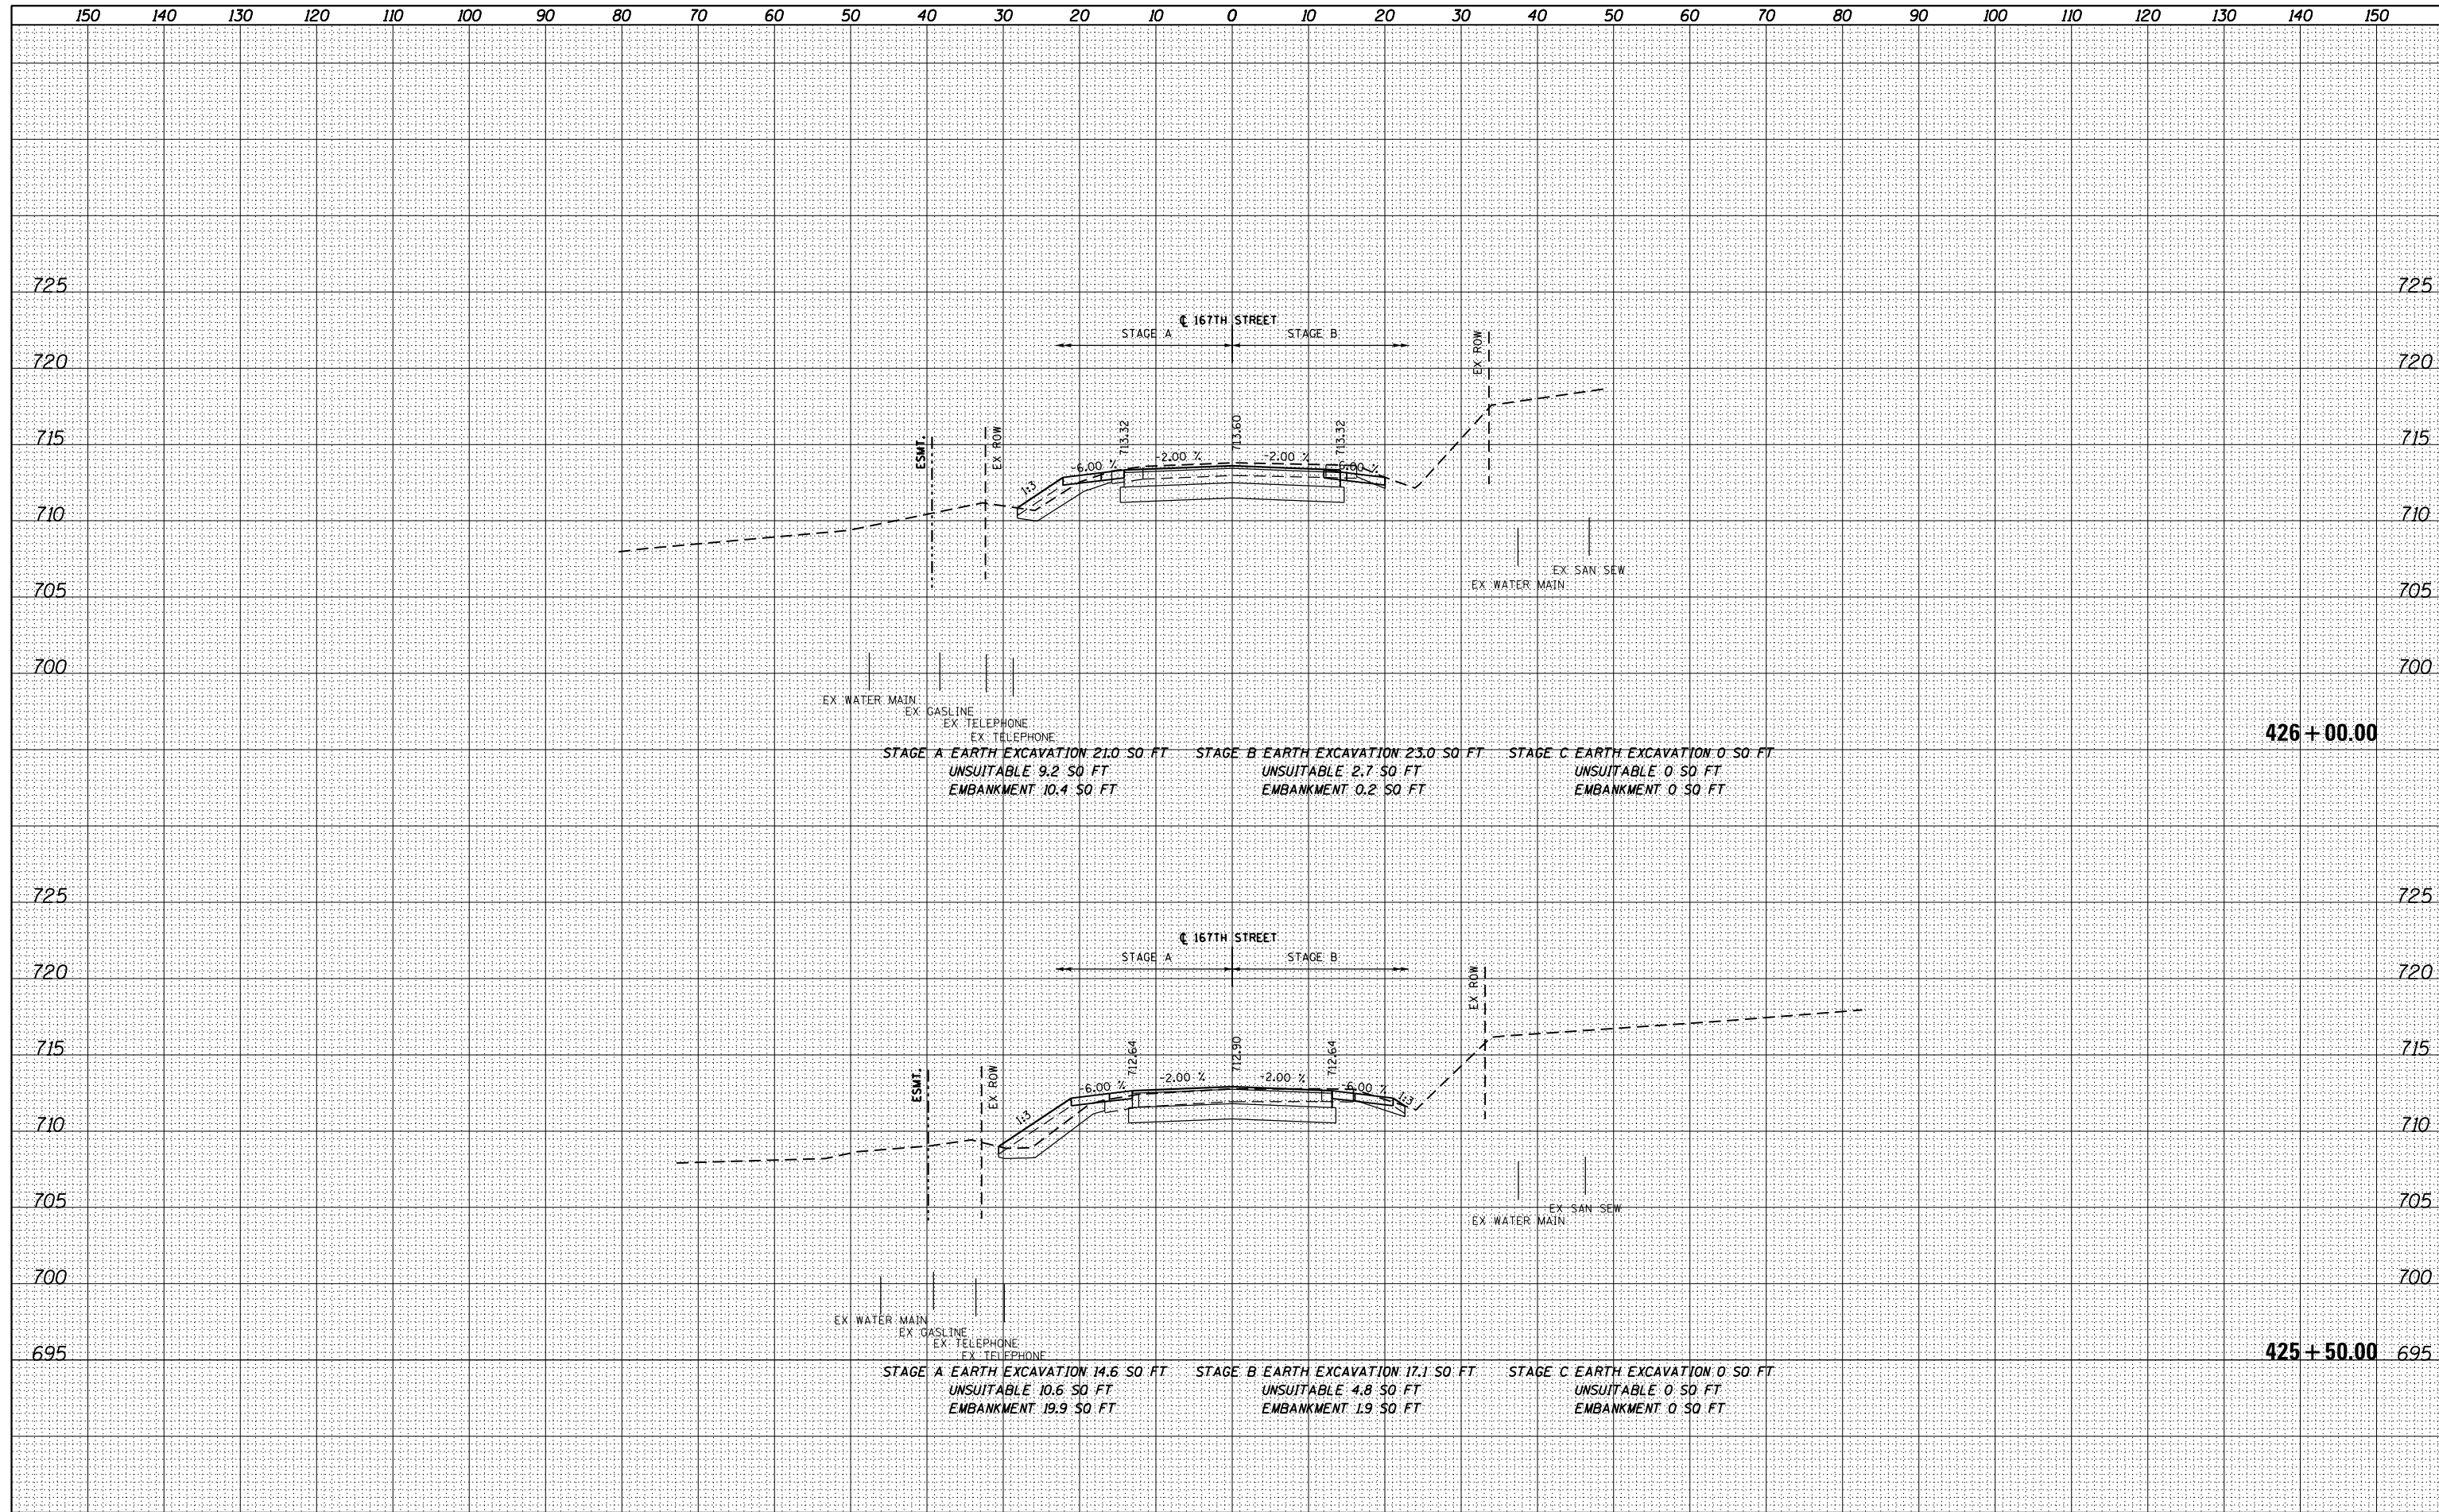 150 140 130 120 110 100 90 80 70 60 50 40 30 20 10 0 10 20 30 40 50 60 70 80 90 100 110 120 130 140 150
725 725
℄ 167TH STREET
STAGE A STAGE B
EX ROW
720 720
715 715
ESMT.
EX ROW
713.32
713.60
713.32
1:3
-6.00 %
-2.00 %
-2.00 %
-6.00 %
710 710
EX SAN SEW
EX WATER MAIN
705 705
700 700
EX WATER MAIN
EX GASLINE
EX TELEPHONE
EX TELEPHONE
426+00.00
STAGE A EARTH EXCAVATION 21.0 SQ FT STAGE B EARTH EXCAVATION 23.0 SQ FT STAGE C EARTH EXCAVATION 0 SQ FT
UNSUITABLE 9.2 SQ FT UNSUITABLE 2.7 SQ FT UNSUITABLE 0 SQ FT
EMBANKMENT 10.4 SQ FT EMBANKMENT 0.2 SQ FT EMBANKMENT 0 SQ FT
725 725
℄ 167TH STREET
STAGE A STAGE B
EX ROW
720 720
715 715
ESMT.
EX ROW
712.64
712.90
712.64
1:3
-6.00 %
-2.00 %
-2.00 %
-6.00 %
1:3
710 710
705 705
EX SAN SEW
EX WATER MAIN
700 700
EX WATER MAIN
EX GASLINE
EX TELEPHONE
EX TELEPHONE
695 425+50.00 695
STAGE A EARTH EXCAVATION 14.6 SQ FT STAGE B EARTH EXCAVATION 17.1 SQ FT STAGE C EARTH EXCAVATION 0 SQ FT
UNSUITABLE 10.6 SQ FT UNSUITABLE 4.8 SQ FT UNSUITABLE 0 SQ FT
EMBANKMENT 19.9 SQ FT EMBANKMENT 1.9 SQ FT EMBANKMENT 0 SQ FT